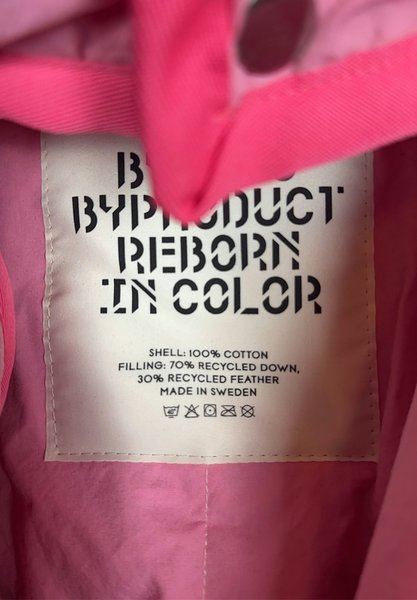 BYPRODUCT
REBORN
IN COLOR
SHELL: 100% COTTON
FILLING: 70% RECYCLED DOWN,
30% RECYCLED FEATHER
MADE IN SWEDEN